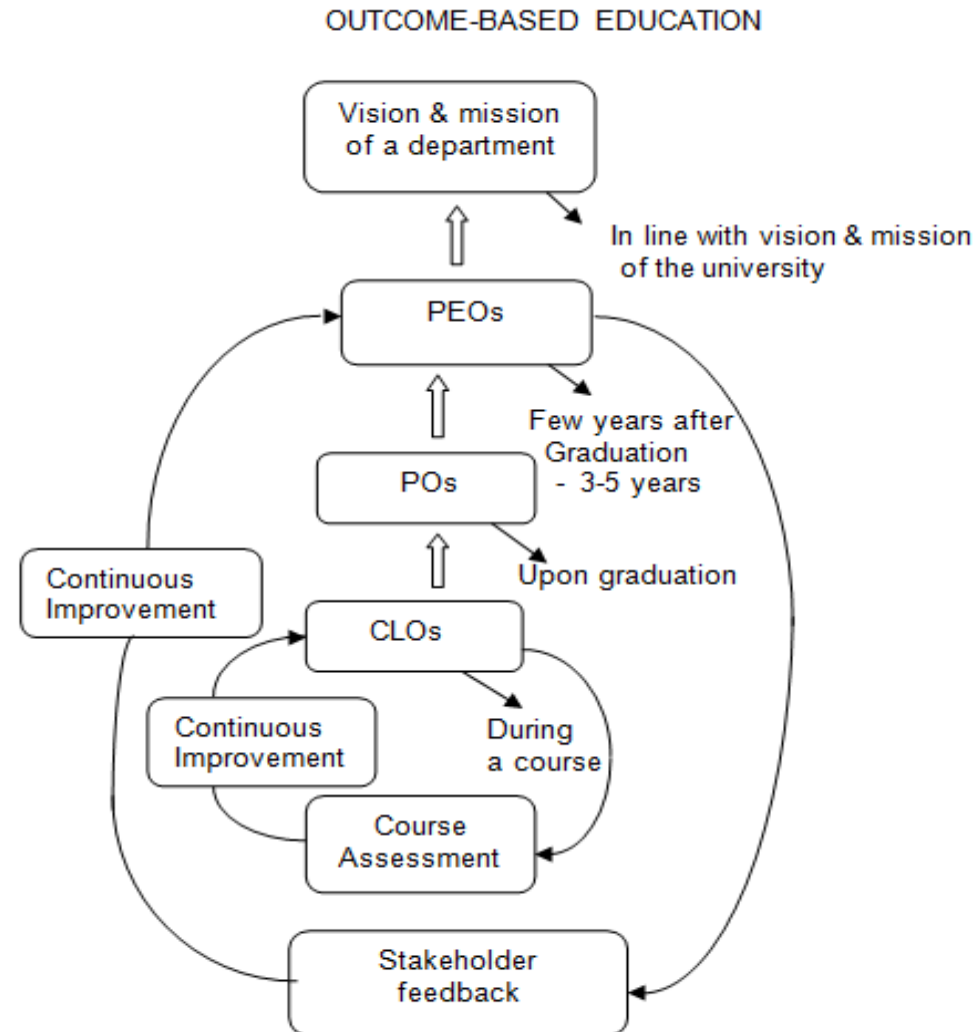 OUTCOME-BASED EDUCATION
Vision & mission
of a department
In line with vision & mission
of the university
PEOs
Few years after
Graduation
- 3-5 years
POs
Upon graduation
Continuous
Improvement
CLOs
During
a course
Continuous
Improvement
Course
Assessment
Stakeholder
feedback